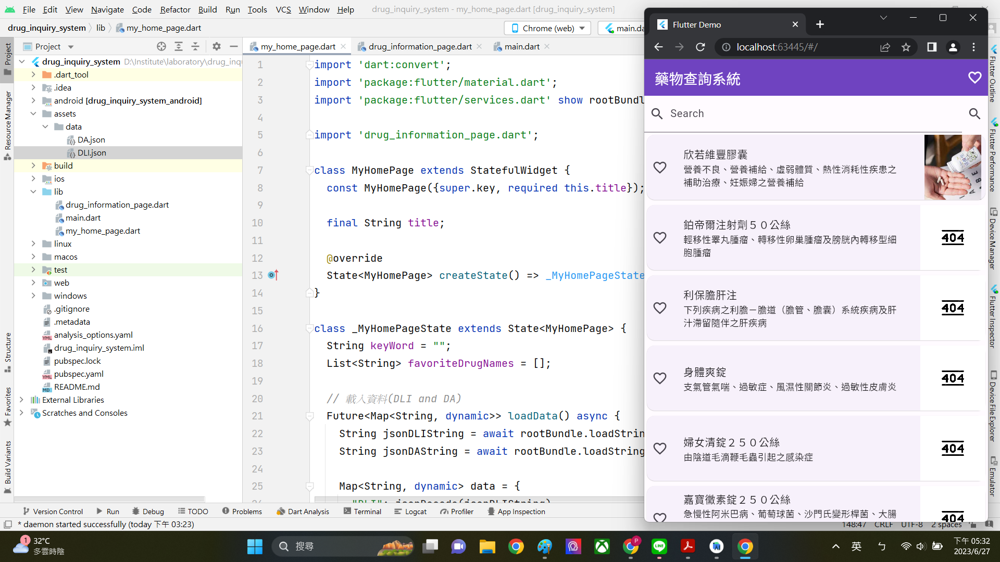 File Edit View Navigate Code Refactor Build Run Tools VCS Window Help drug_inquiry_system - my_home_page.dart [drug_inquiry_system]
drug_inquiry_system lib my_home_page.dart Chrome (web) main.da
Project
Resource Manager
Structure
Favorites
Build Variants
Project
drug_inquiry_system D:\Institute\laboratory\drug_inqu
.dart_tool
.idea
android [drug_inquiry_system_android]
assets
data
DA.json
DLI.json
build
ios
lib
drug_information_page.dart
main.dart
my_home_page.dart
linux
macos
test
web
windows
.gitignore
.metadata
analysis_options.yaml
drug_inquiry_system.iml
pubspec.lock
pubspec.yaml
README.md
External Libraries
Scratches and Consoles
my_home_page.dart drug_information_page.dart main.dart
1 import 'dart:convert';
2 import 'package:flutter/material.dart';
3 import 'package:flutter/services.dart' show rootBundl
4
5 import 'drug_information_page.dart';
6
7 class MyHomePage extends StatefulWidget {
8 const MyHomePage({super.key, required this.title});
9
10 final String title;
11
12 @override
13 State<MyHomePage> createState() => _MyHomePageState
14 }
15
16 class _MyHomePageState extends State<MyHomePage> {
17 String keyWord = "";
18 List<String> favoriteDrugNames = [];
19
20 // 載入資料(DLI and DA)
21 Future<Map<String, dynamic>> loadData() async {
22 String jsonDLIString = await rootBundle.loadStrin
23 String jsonDAString = await rootBundle.loadString
24
25 Map<String, dynamic> data = {
26 "DLI": jsonDecode(jsonDLIString)
Flutter Demo
localhost:63445/#/
藥物查詢系統
Search
欣若維豐膠囊
營養不良、營養補給、虛弱體質、熱性消耗性疾患之
補助治療、妊娠婦之營養補給
鉑帝爾注射劑５０公絲
輕移性睪丸腫瘤、轉移性卵巢腫瘤及膀胱內轉移型細
胞腫瘤
404
利保膽肝注
下列疾病之利膽－膽道（膽管、膽囊）系統疾病及肝
汁滯留隨伴之肝疾病
404
身體爽錠
支氣管氣喘、過敏症、風濕性關節炎、過敏性皮膚炎
404
婦女清錠２５０公絲
由陰道毛滴鞭毛蟲引起之感染症
404
嘉寶黴素錠２５０公絲
急慢性阿米巴病、葡萄球菌、沙門氏變形桿菌、大腸
404
Flutter Outline
Flutter Performance
Device Manager
Flutter Inspector
Device File Explorer
Emulator
Version Control Run Debug TODO Problems Dart Analysis Terminal Logcat Profiler App Inspection
* daemon started successfully (today 下午 03:23) 148:47 CRLF UTF-8 2 spaces
1 32°C
多雲時陰
搜尋
P
LINE
英 ㄅ
下午 05:32
2023/6/27